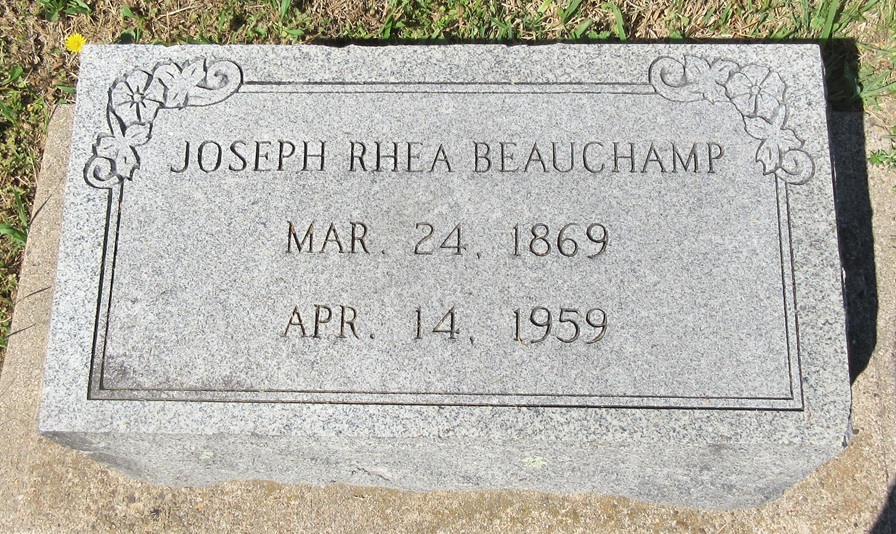 JOSEPH RHEA BEAUCHAMP
MAR. 24, 1869
APR. 14, 1959